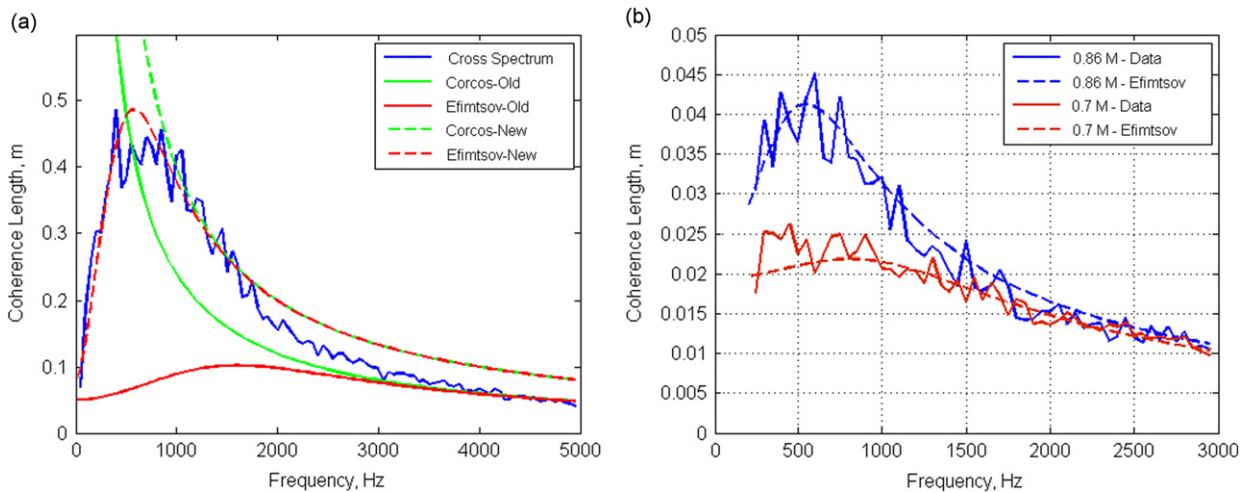 (a)
Coherence Length, m
0.5
0.4
0.3
0.2
0.1
0
0 1000 2000 3000 4000 5000
Frequency, Hz
Cross Spectrum
Corcos-Old
Efimtsov-Old
Corcos-New
Efimtsov-New
(b)
Coherence Length, m
0.05
0.045
0.04
0.035
0.03
0.025
0.02
0.015
0.01
0.005
0
0 500 1000 1500 2000 2500 3000
Frequency, Hz
0.86 M - Data
0.86 M - Efimtsov
0.7 M - Data
0.7 M - Efimtsov